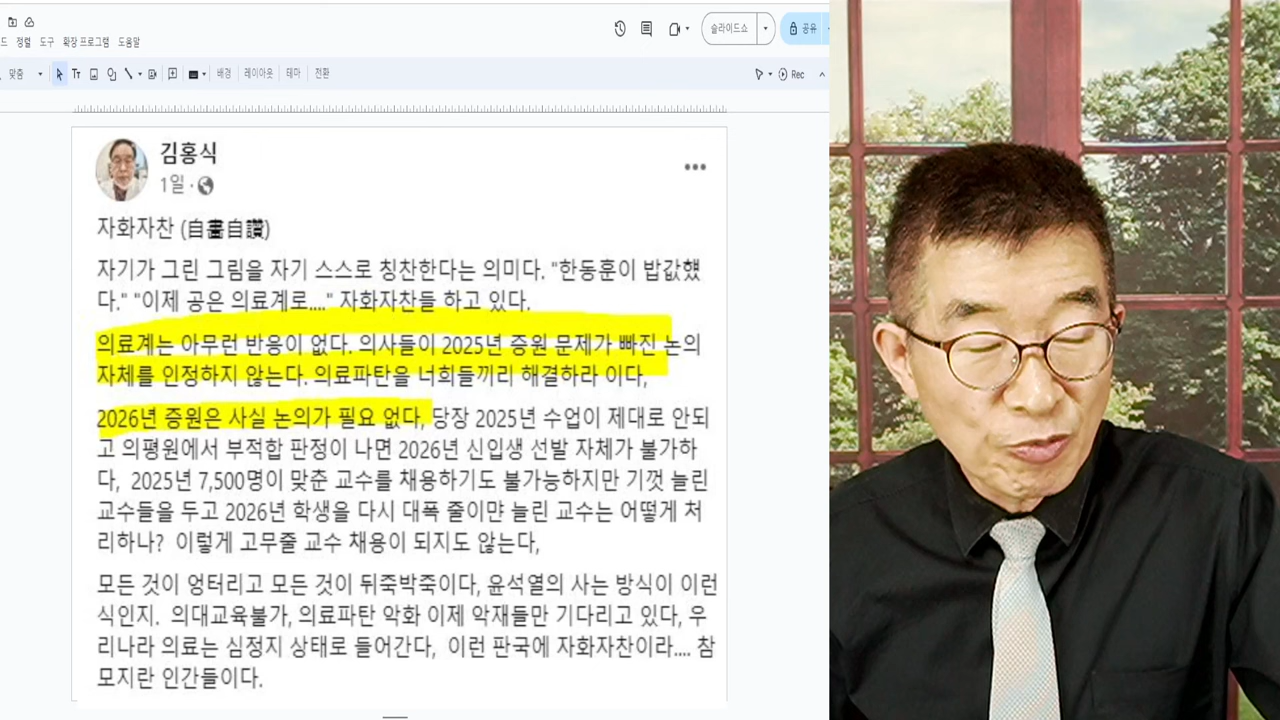 드 정렬 도구 확장 프로그램 도움말
슬라이드쇼
공유
맞춤
Tт
배경 레이아웃 테마 전환
Rec
김홍식
1일 ·
자화자찬 (自畵自讚)
자기가 그린 그림을 자기 스스로 칭찬한다는 의미다. "한동훈이 밥값했
다." "이제 공은 의료계로...." 자화자찬들 하고 있다.
의료계는 아무런 반응이 없다. 의사들이 2025년 증원 문제가 빠진 논의
자체를 인정하지 않는다. 의료파탄을 너희들끼리 해결하라 이다,
2026년 증원은 사실 논의가 필요 없다, 당장 2025년 수업이 제대로 안되
고 의평원에서 부적합 판정이 나면 2026년 신입생 선발 자체가 불가하
다, 2025년 7,500명이 맞춘 교수를 채용하기도 불가능하지만 기껏 늘린
교수들을 두고 2026년 학생을 다시 대폭 줄이먄 늘린 교수는 어떻게 처
리하나? 이렇게 고무줄 교수 채용이 되지도 않는다,
모든 것이 엉터리고 모든 것이 뒤죽박죽이다, 윤석열의 사는 방식이 이런
식인지. 의대교육불가, 의료파탄 악화 이제 악재들만 기다리고 있다, 우
리나라 의료는 심정지 상태로 들어간다, 이런 판국에 자화자찬이라.... 참
모지란 인간들이다.